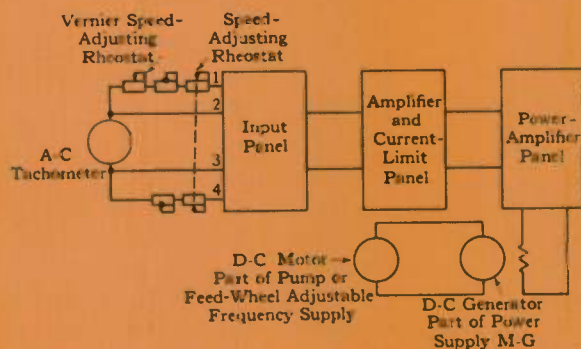 Vernier Speed-
Adjusting
Rheostat
Speed-
Adjusting
Rheostat
1
2
3
4
A-C
Tachometer
Input
Panel
Amplifier
and
Current-
Limit
Panel
Power-
Amplifier
Panel
D-C Motor
Part of Pump or
Feed-Wheel Adjustable
Frequency Supply
D-C Generator
Part of Power
Supply M-G